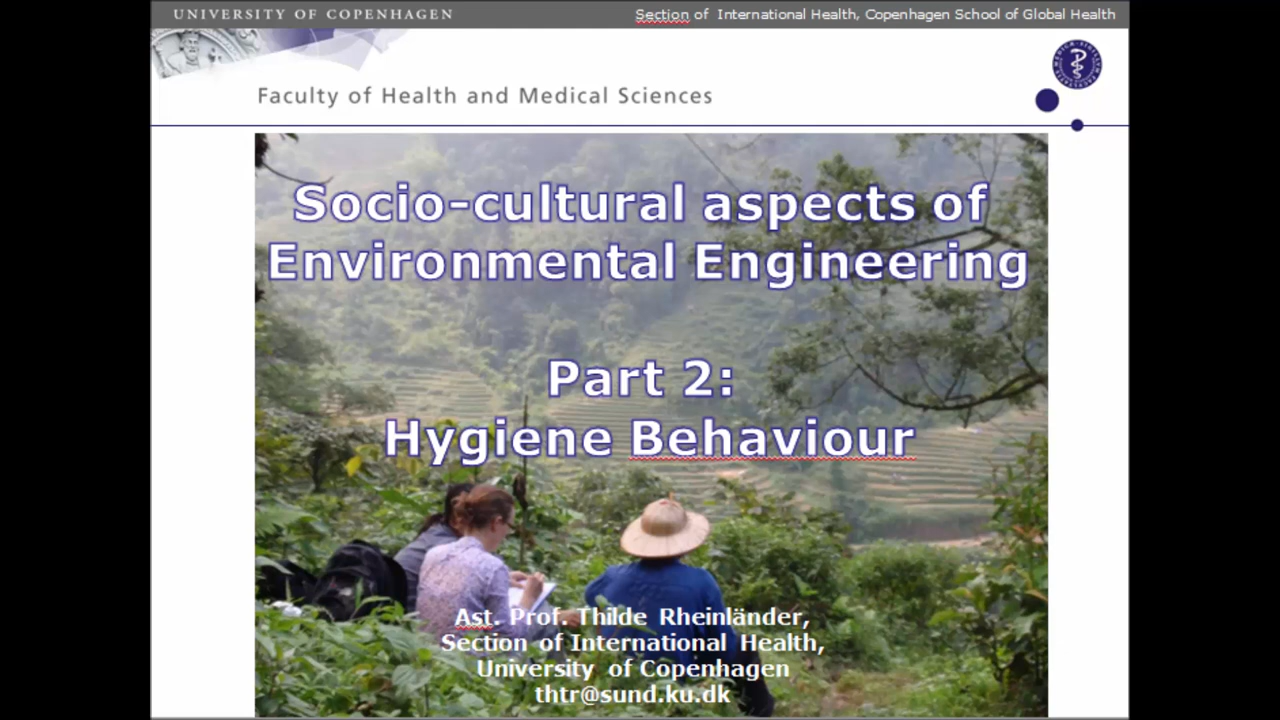 UNIVERSITY OF COPENHAGEN
Section of International Health, Copenhagen School of Global Health
Faculty of Health and Medical Sciences
Socio-cultural aspects of
Environmental Engineering
Part 2:
Hygiene Behaviour
Ast. Prof. Thilde Rheinländer,
Section of International Health,
University of Copenhagen
thtr@sund.ku.dk